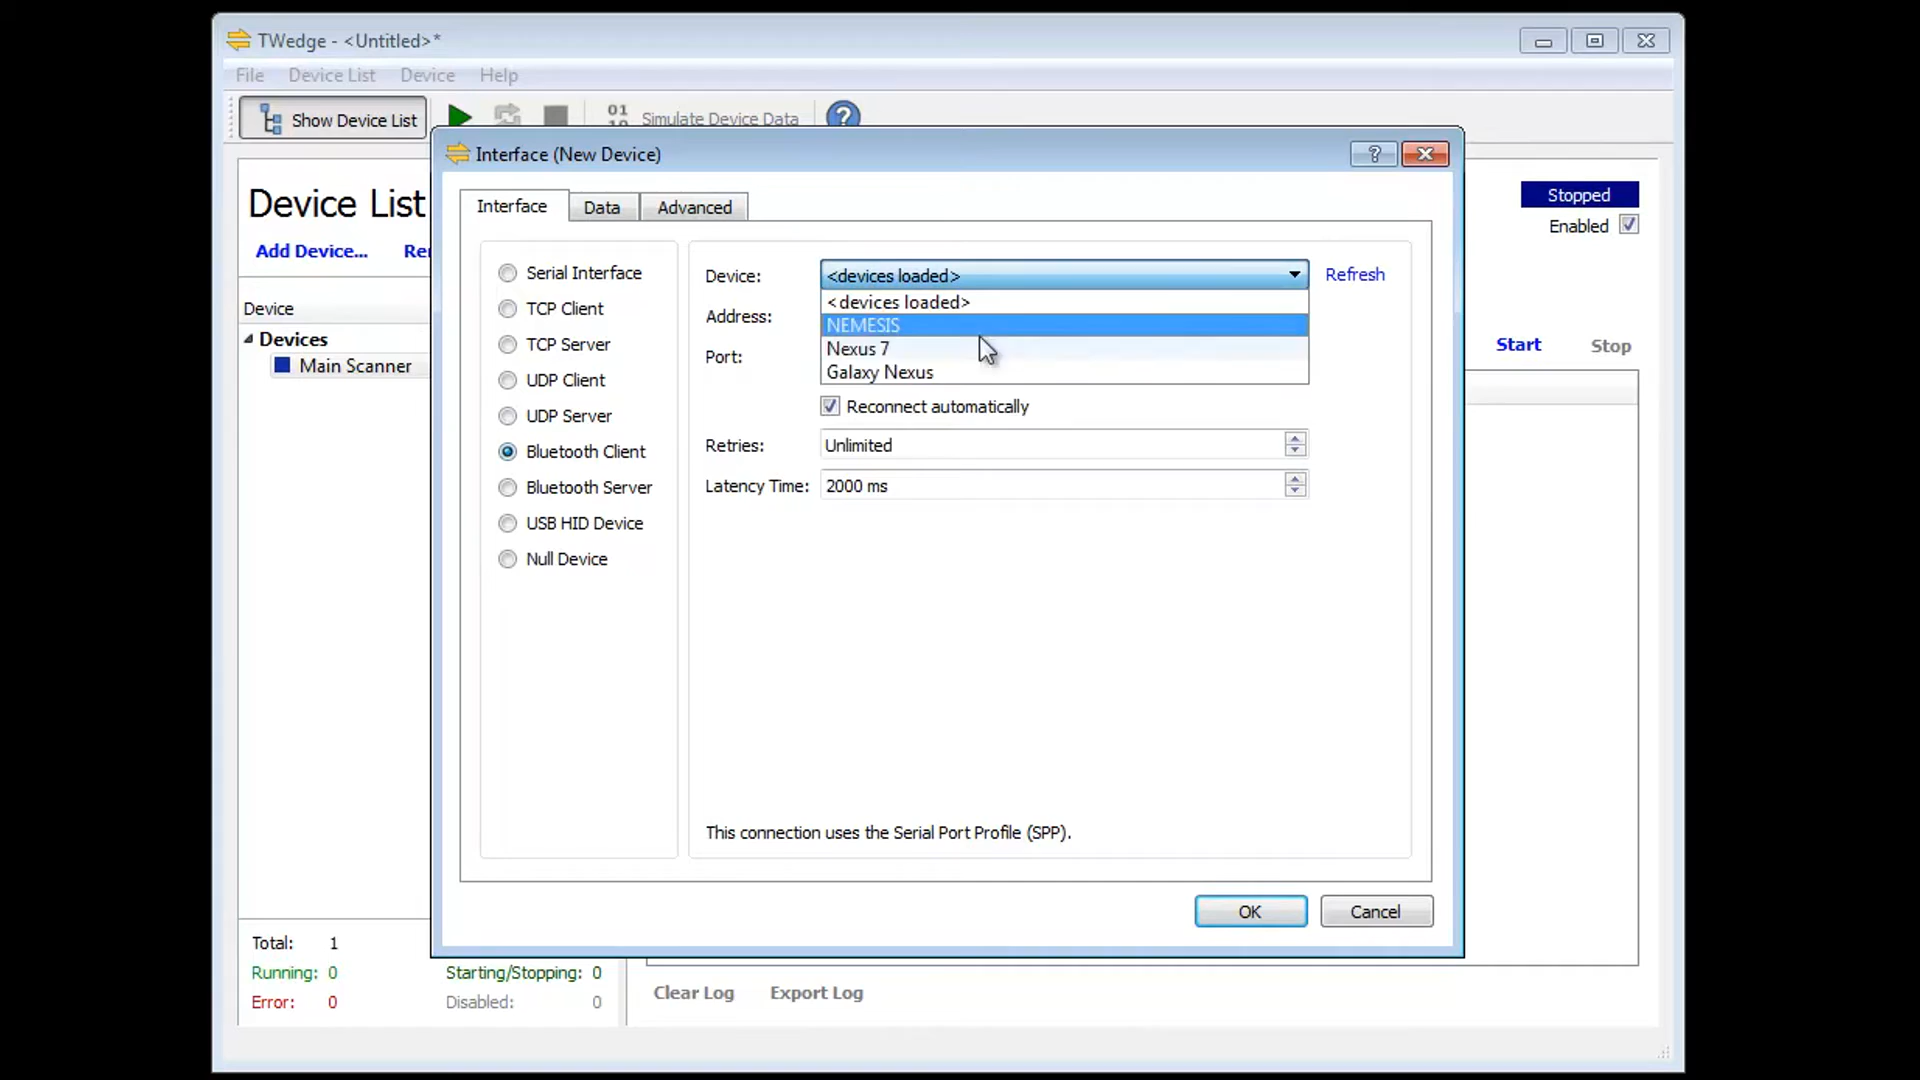 TWedge - <Untitled>*
File Device List Device Help
Show Device List Simulate Device Data ?
Interface (New Device) ?
Interface Data Advanced
Device List
Add Device...
Device
Devices
Main Scanner
Serial Interface
TCP Client
TCP Server
UDP Client
UDP Server
Bluetooth Client
Bluetooth Server
USB HID Device
Null Device
Device: <devices loaded> Refresh
<devices loaded>
NEMESIS
Nexus 7
Galaxy Nexus
Address:
Port:
Reconnect automatically
Retries: Unlimited
Latency Time: 2000 ms
This connection uses the Serial Port Profile (SPP).
OK Cancel
Stopped
Enabled
Start Stop
Total: 1
Running: 0 Starting/Stopping: 0
Error: 0 Disabled: 0
Clear Log Export Log